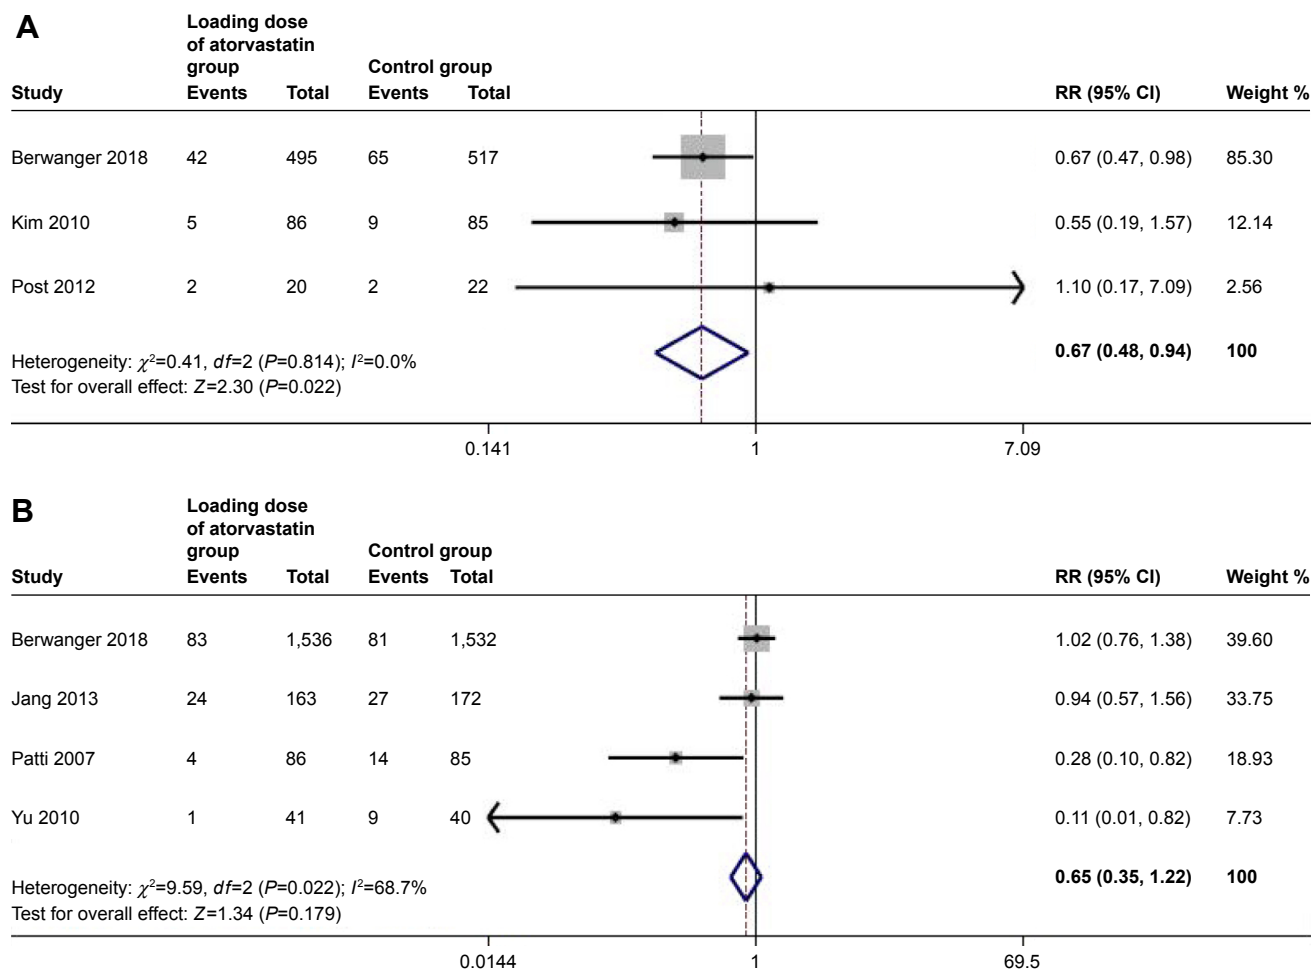 A
Loading dose
of atorvastatin
group Control group
Study Events Total Events Total RR (95% CI) Weight %
Berwanger 2018 42 495 65 517 0.67 (0.47, 0.98) 85.30
Kim 2010 5 86 9 85 0.55 (0.19, 1.57) 12.14
Post 2012 2 20 2 22 1.10 (0.17, 7.09) 2.56
0.67 (0.48, 0.94) 100
Heterogeneity: χ²=0.41, df=2 (P=0.814); I²=0.0%
Test for overall effect: Z=2.30 (P=0.022)
0.141 1 7.09
B
Loading dose
of atorvastatin
group Control group
Study Events Total Events Total RR (95% CI) Weight %
Berwanger 2018 83 1,536 81 1,532 1.02 (0.76, 1.38) 39.60
Jang 2013 24 163 27 172 0.94 (0.57, 1.56) 33.75
Patti 2007 4 86 14 85 0.28 (0.10, 0.82) 18.93
Yu 2010 1 41 9 40 0.11 (0.01, 0.82) 7.73
0.65 (0.35, 1.22) 100
Heterogeneity: χ²=9.59, df=2 (P=0.022); I²=68.7%
Test for overall effect: Z=1.34 (P=0.179)
0.0144 1 69.5